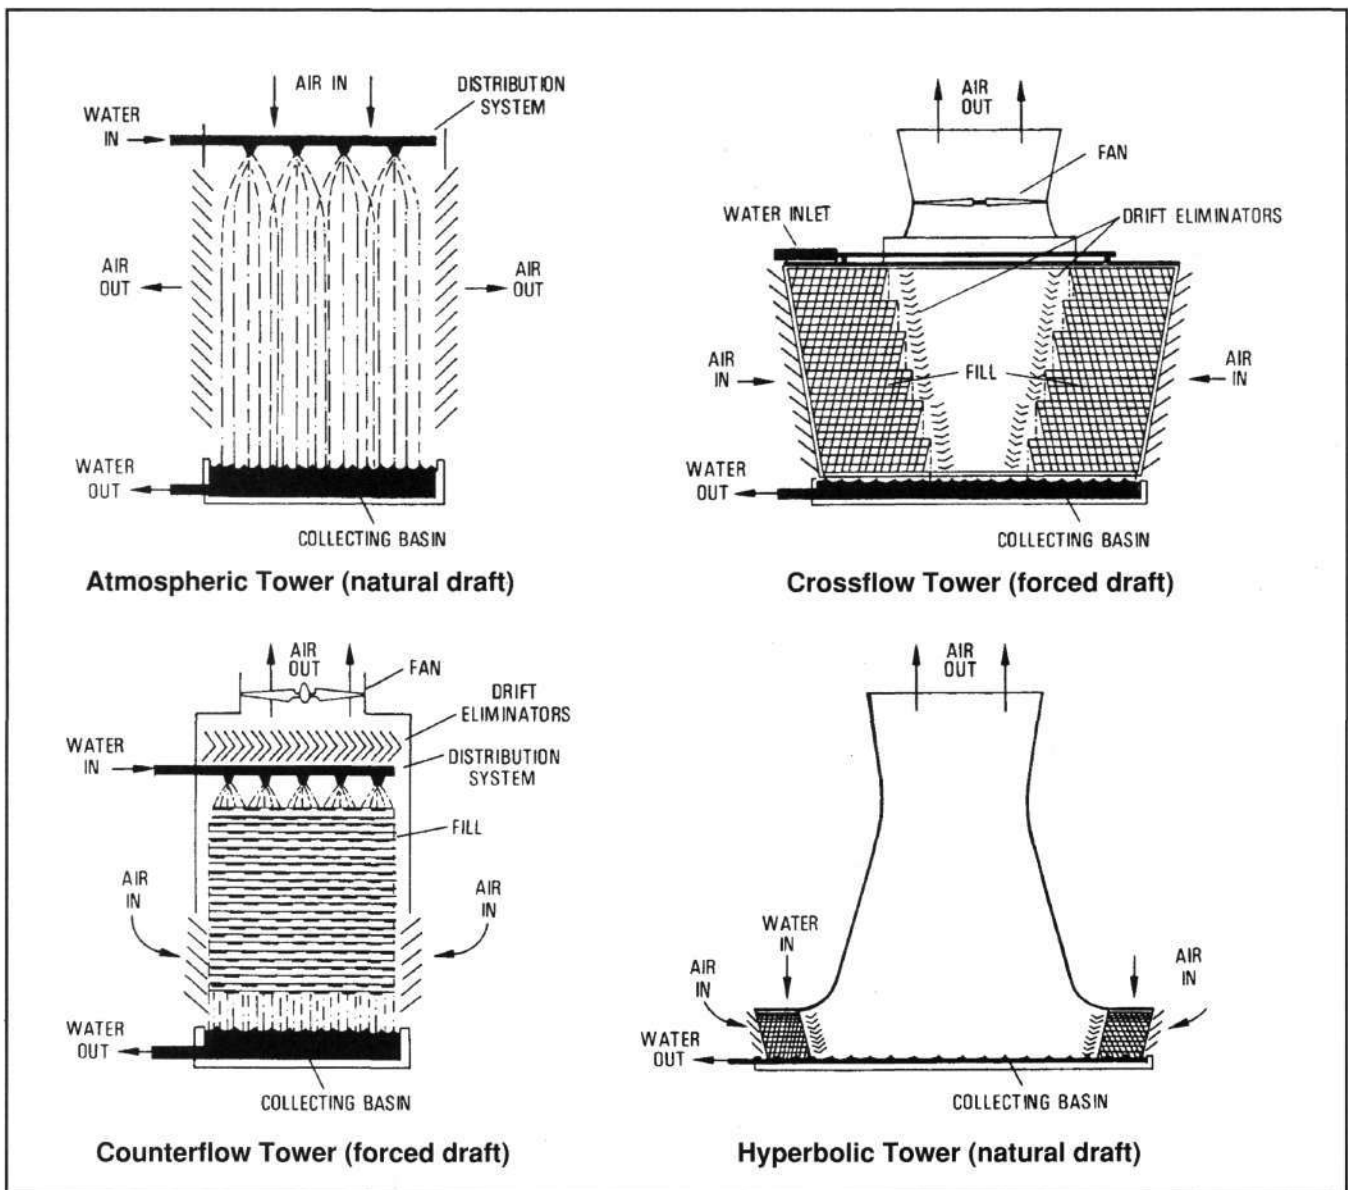 AIR IN
DISTRIBUTION
SYSTEM
WATER
IN
AIR
OUT
AIR
OUT
WATER
OUT
COLLECTING BASIN
Atmospheric Tower (natural draft)
AIR
OUT
FAN
WATER INLET
DRIFT ELIMINATORS
AIR
IN
FILL
AIR
IN
WATER
OUT
COLLECTING BASIN
Crossflow Tower (forced draft)
AIR
OUT
FAN
DRIFT
ELIMINATORS
WATER
IN
DISTRIBUTION
SYSTEM
FILL
AIR
IN
AIR
IN
WATER
OUT
COLLECTING BASIN
Counterflow Tower (forced draft)
AIR
OUT
WATER
IN
AIR
IN
AIR
IN
WATER
OUT
COLLECTING BASIN
Hyperbolic Tower (natural draft)